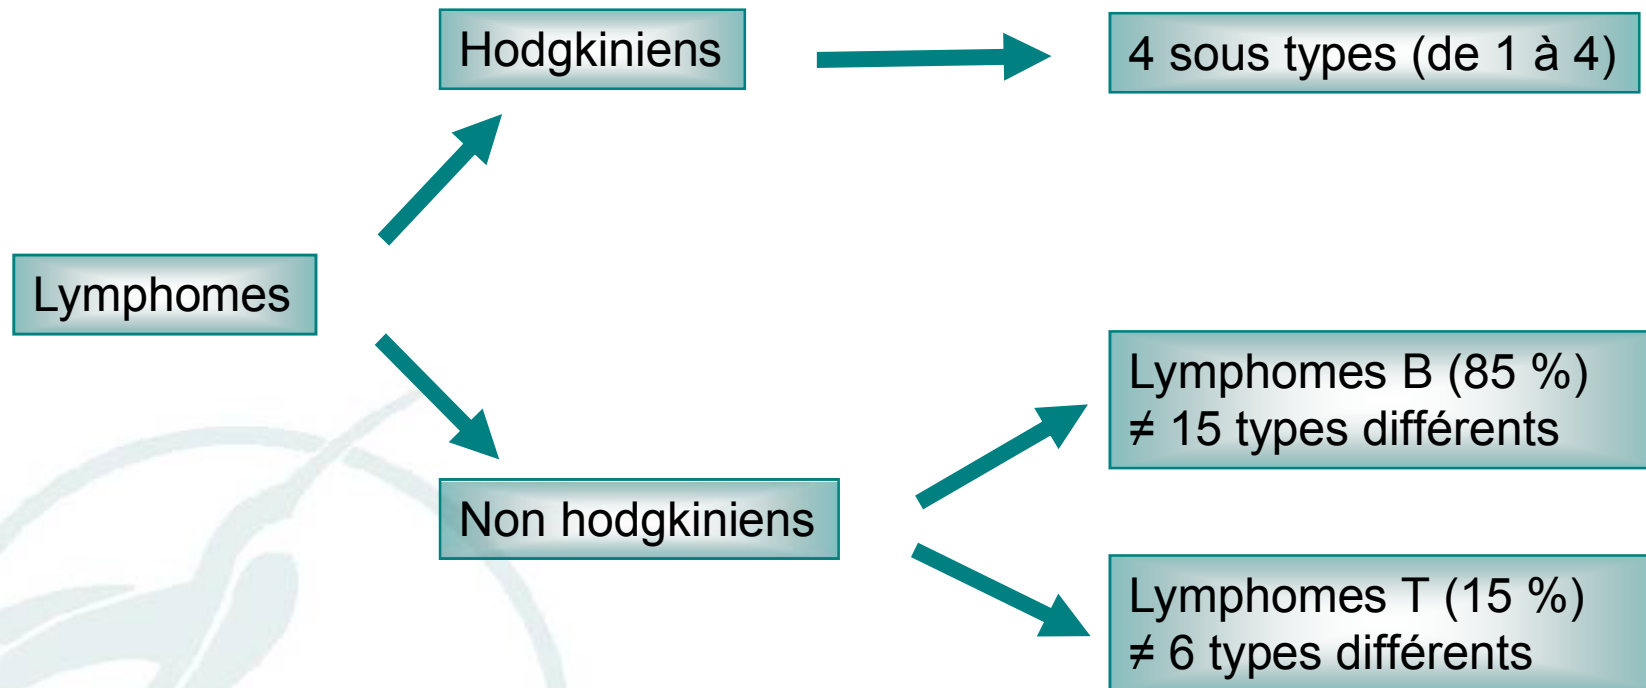 Hodgkiniens
4 sous types (de 1 à 4)
Lymphomes
Lymphomes B (85 %)
≠ 15 types différents
Non hodgkiniens
Lymphomes T (15 %)
≠ 6 types différents